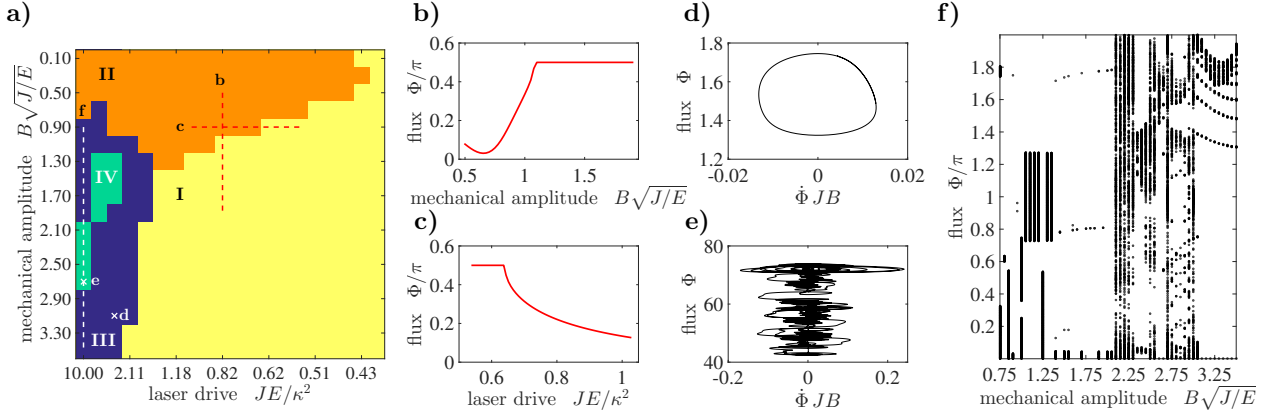 a)
mechanical amplitude B√J/E
0.10
0.50
0.90
1.30
1.70
2.10
2.50
2.90
3.30
II
b
f
c
IV
I
e
d
III
10.00 2.11 1.18 0.82 0.62 0.51 0.43
laser drive JE/κ²
b)
flux Φ/π
0.6
0.4
0.2
0
0.5 1 1.5
mechanical amplitude B√J/E
c)
flux Φ/π
0.6
0.4
0.2
0
0.6 0.8 1
laser drive JE/κ²
d)
flux Φ
1.8
1.6
1.4
1.2
-0.02 0 0.02
Φ̇ JB
e)
flux Φ
80
60
40
-0.2 0 0.2
Φ̇ JB
f)
flux Φ/π
1.8
1.6
1.4
1.2
1
0.8
0.6
0.4
0.2
0
0.75 1.25 1.75 2.25 2.75 3.25
mechanical amplitude B√J/E